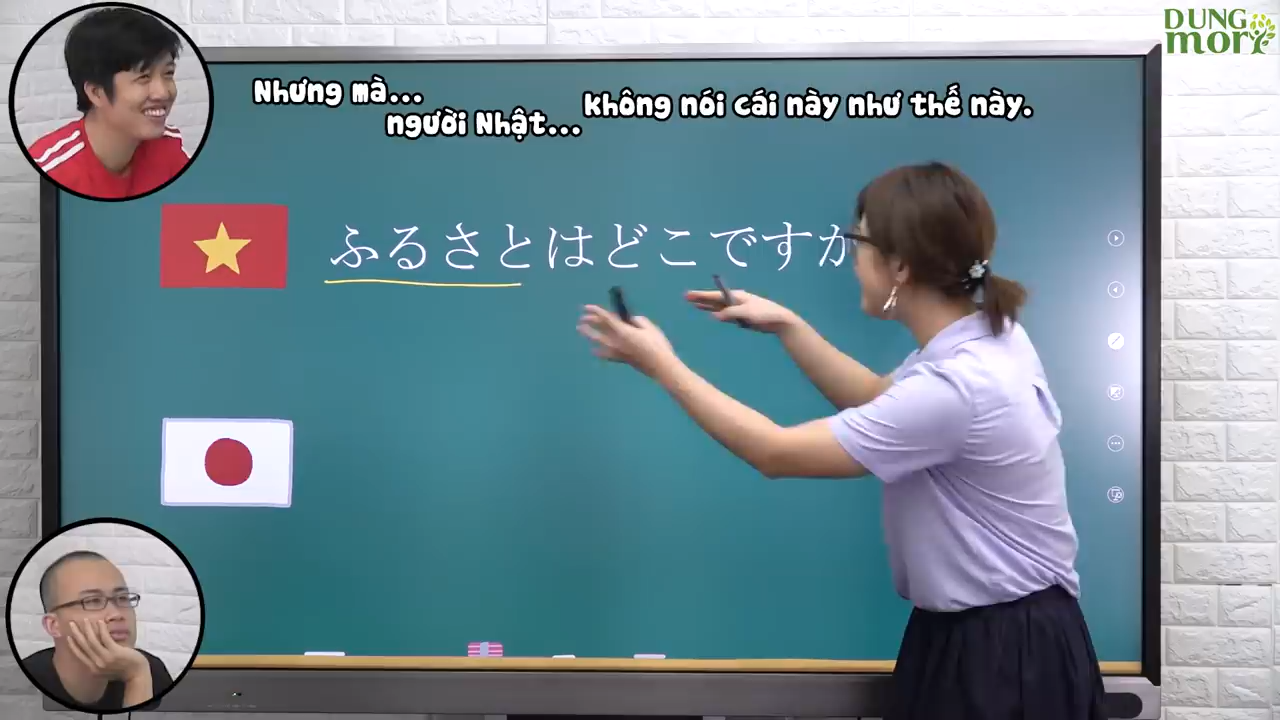 DUNG
mori
Nhưng mà...
người Nhật...
không nói cái này như thế này.
ふるさとはどこですか